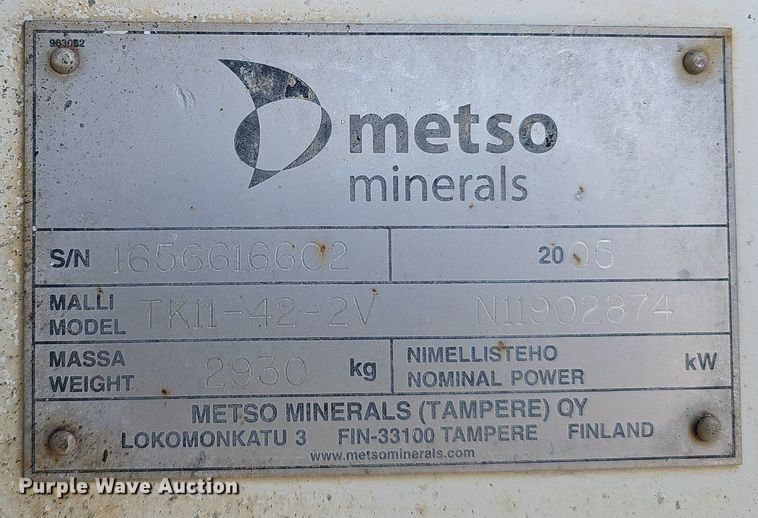 983052
metso
minerals
S/N 1656616602 2005
MALLI
MODEL TK11-42-2V N11902874
MASSA
WEIGHT 2930 kg
NIMELLISTEHO
NOMINAL POWER kW
METSO MINERALS (TAMPERE) OY
LOKOMONKATU 3 FIN-33100 TAMPERE FINLAND
www.metsominerals.com
Purple Wave Auction